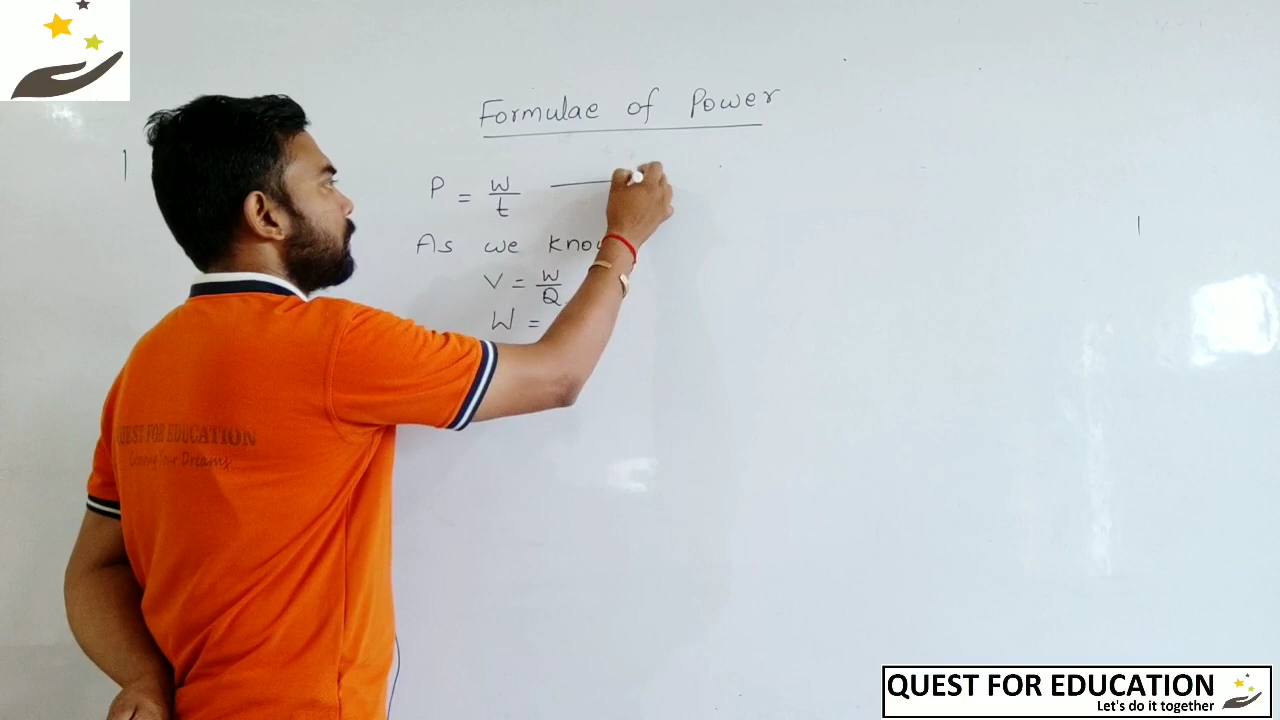 Formulae of Power
P = W/t
As we know
V = W/Q
W =
QUEST FOR EDUCATION
QUEST FOR EDUCATION
Let's do it together